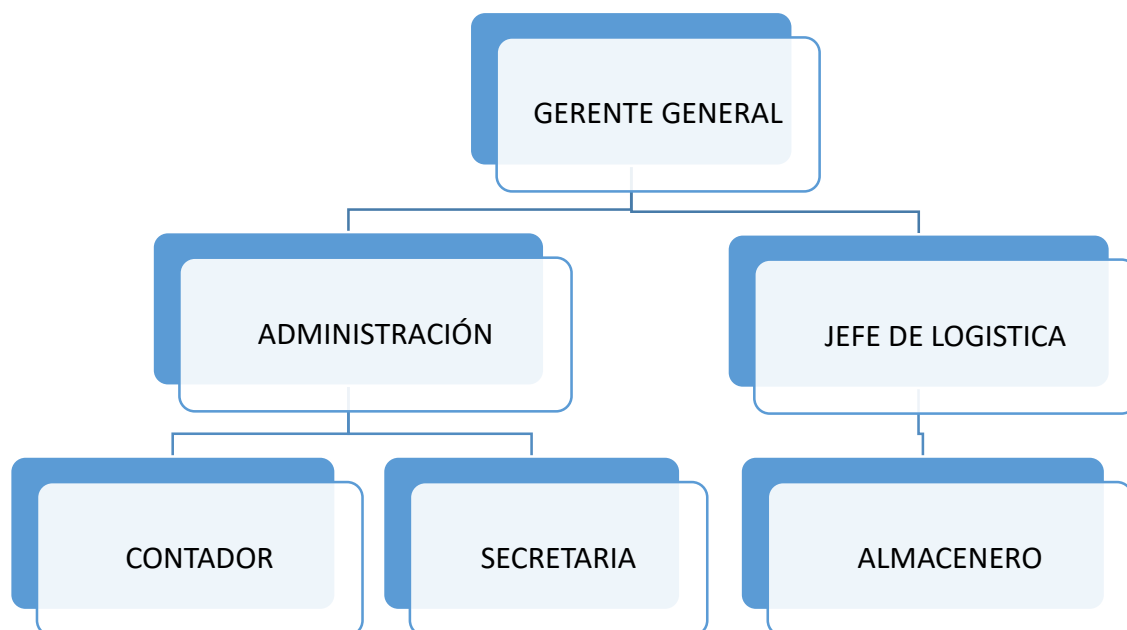 GERENTE GENERAL
ADMINISTRACIÓN
JEFE DE LOGISTICA
CONTADOR
SECRETARIA
ALMACENERO